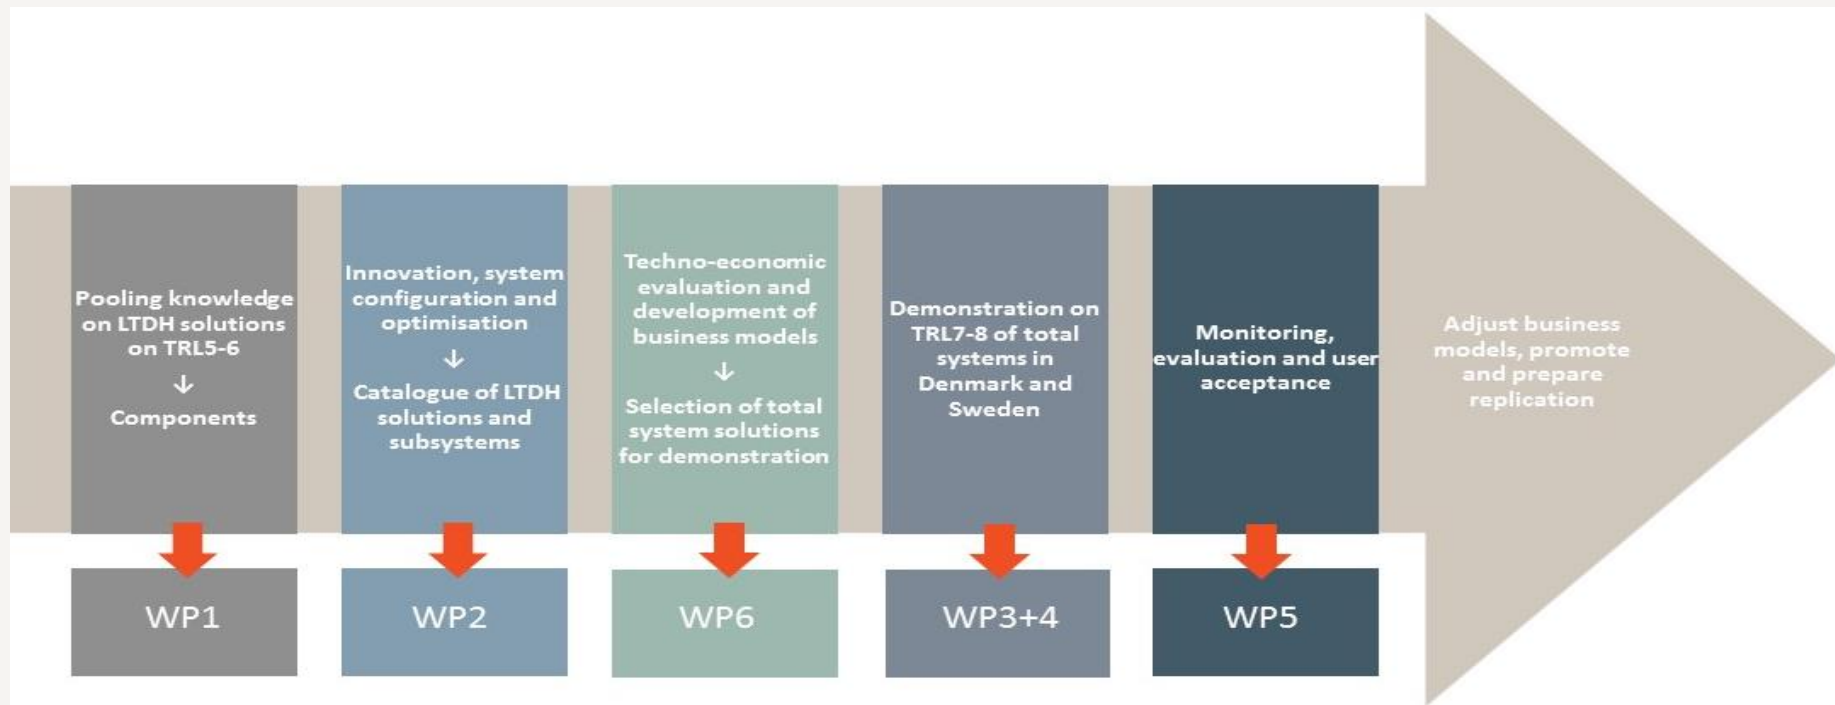 Pooling knowledge
on LTDH solutions
on TRL5-6
↓
Components
Innovation, system
configuration and
optimisation
↓
Catalogue of LTDH
solutions and
subsystems
Techno-economic
evaluation and
development of
business models
↓
Selection of total
system solutions
for demonstration
Demonstration on
TRL7-8 of total
systems in
Denmark and
Sweden
Monitoring,
evaluation and user
acceptance
Adjust business
models, promote
and prepare
replication
WP1
WP2
WP6
WP3+4
WP5